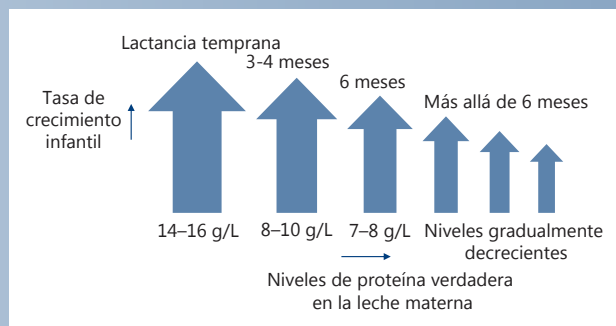 Lactancia temprana
3-4 meses
6 meses
Más allá de 6 meses
Tasa de
crecimiento
infantil
14–16 g/L
8–10 g/L
7–8 g/L
Niveles gradualmente
decrecientes
Niveles de proteína verdadera
en la leche materna